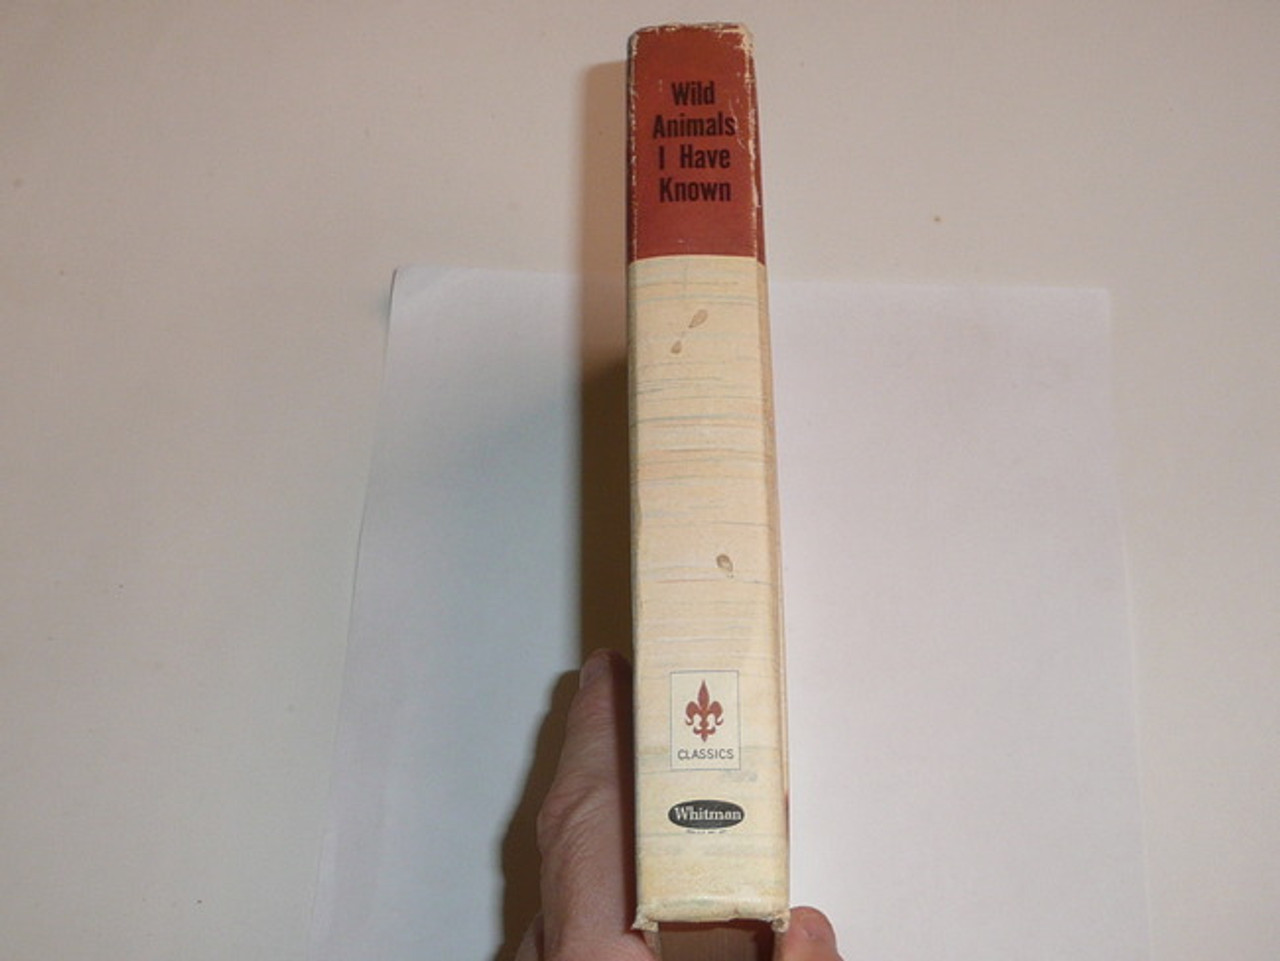 Wild
Animals
I Have
Known
CLASSICS
Whitman